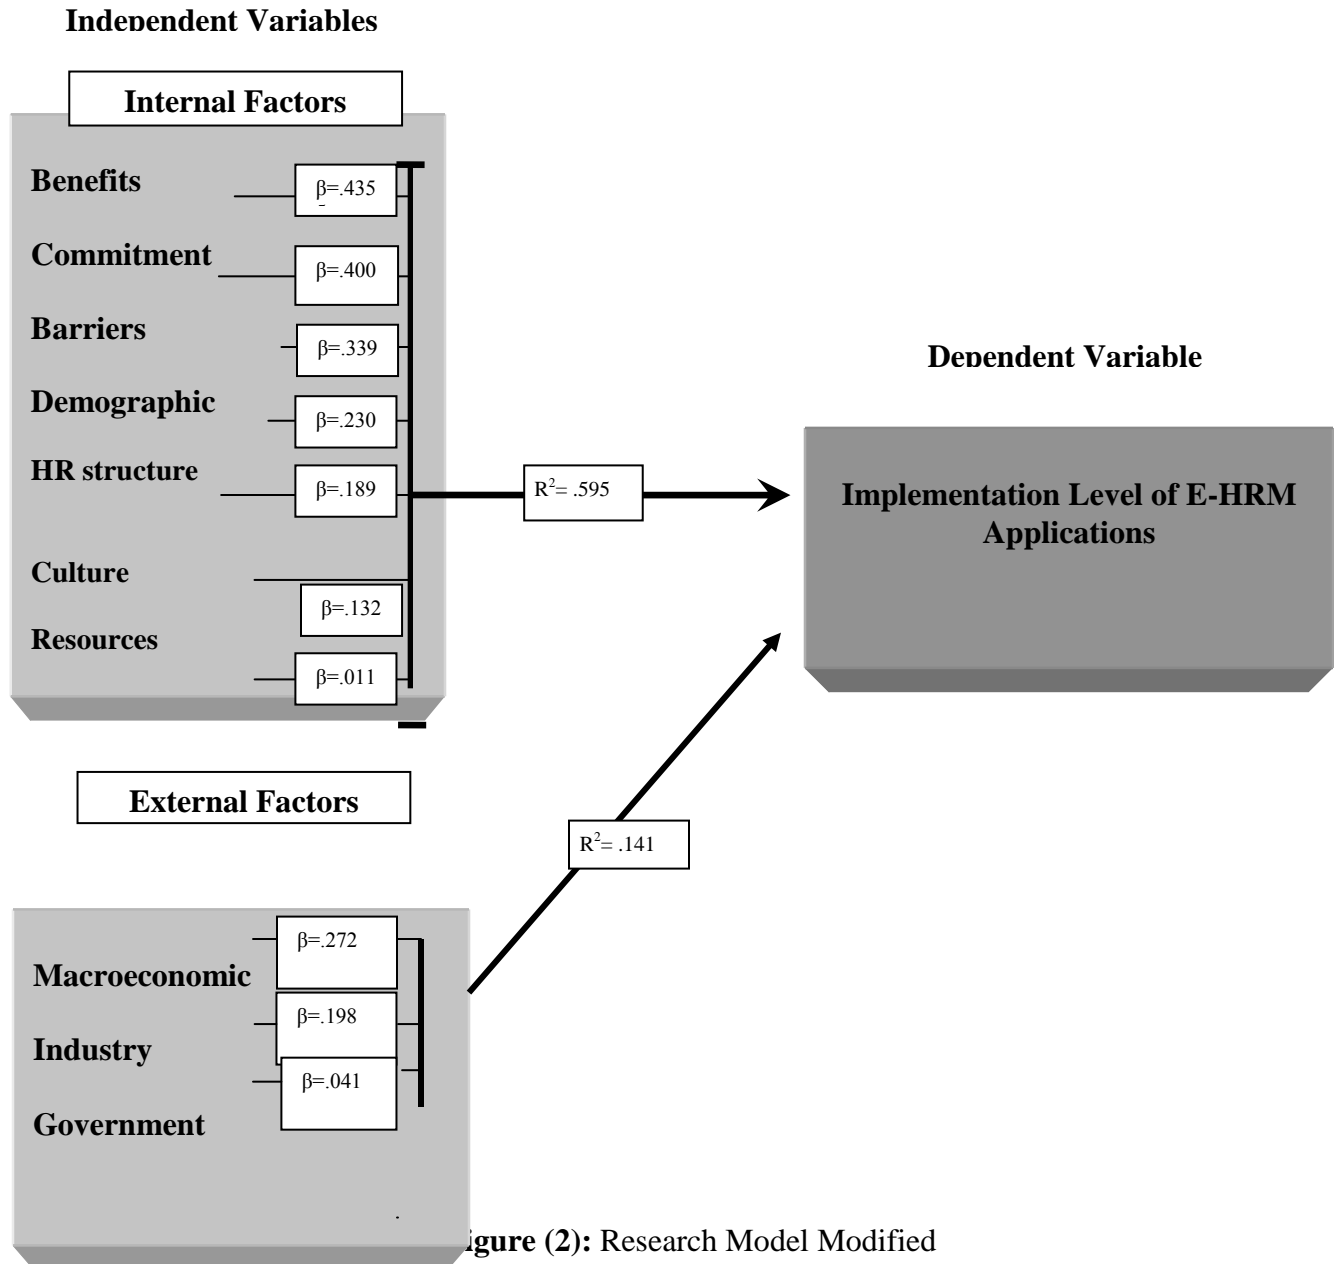 Independent Variables
Internal Factors
Benefits
β=.435
Commitment
β=.400
Barriers
β=.339
Demographic
β=.230
HR structure
β=.189
Culture
β=.132
Resources
β=.011
R²= .595
Dependent Variable
Implementation Level of E-HRM
Applications
External Factors
R²= .141
β=.272
Macroeconomic
β=.198
Industry
β=.041
Government
igure (2): Research Model Modified